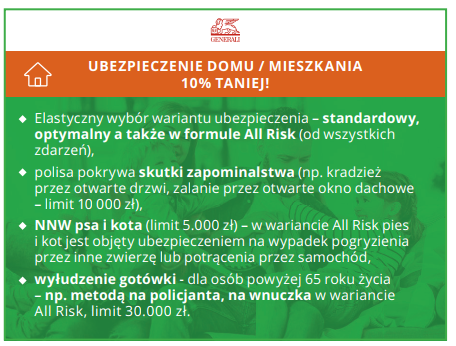 GENERALI
UBEZPIECZENIE DOMU / MIESZKANIA
10% TANIEJ!
Elastyczny wybór wariantu ubezpieczenia – standardowy,
optymalny a także w formule All Risk (od wszystkich
zdarzeń),
polisa pokrywa skutki zapominalstwa (np. kradzież
przez otwarte drzwi, zalanie przez otwarte okno dachowe
– limit 10 000 zł),
NNW psa i kota (limit 5.000 zł) – w wariancie All Risk pies
i kot jest objęty ubezpieczeniem na wypadek pogryzienia
przez inne zwierzę lub potrącenia przez samochód,
wyłudzenie gotówki - dla osób powyżej 65 roku życia
– np. metodą na policjanta, na wnuczka w wariancie
All Risk, limit 30.000 zł.